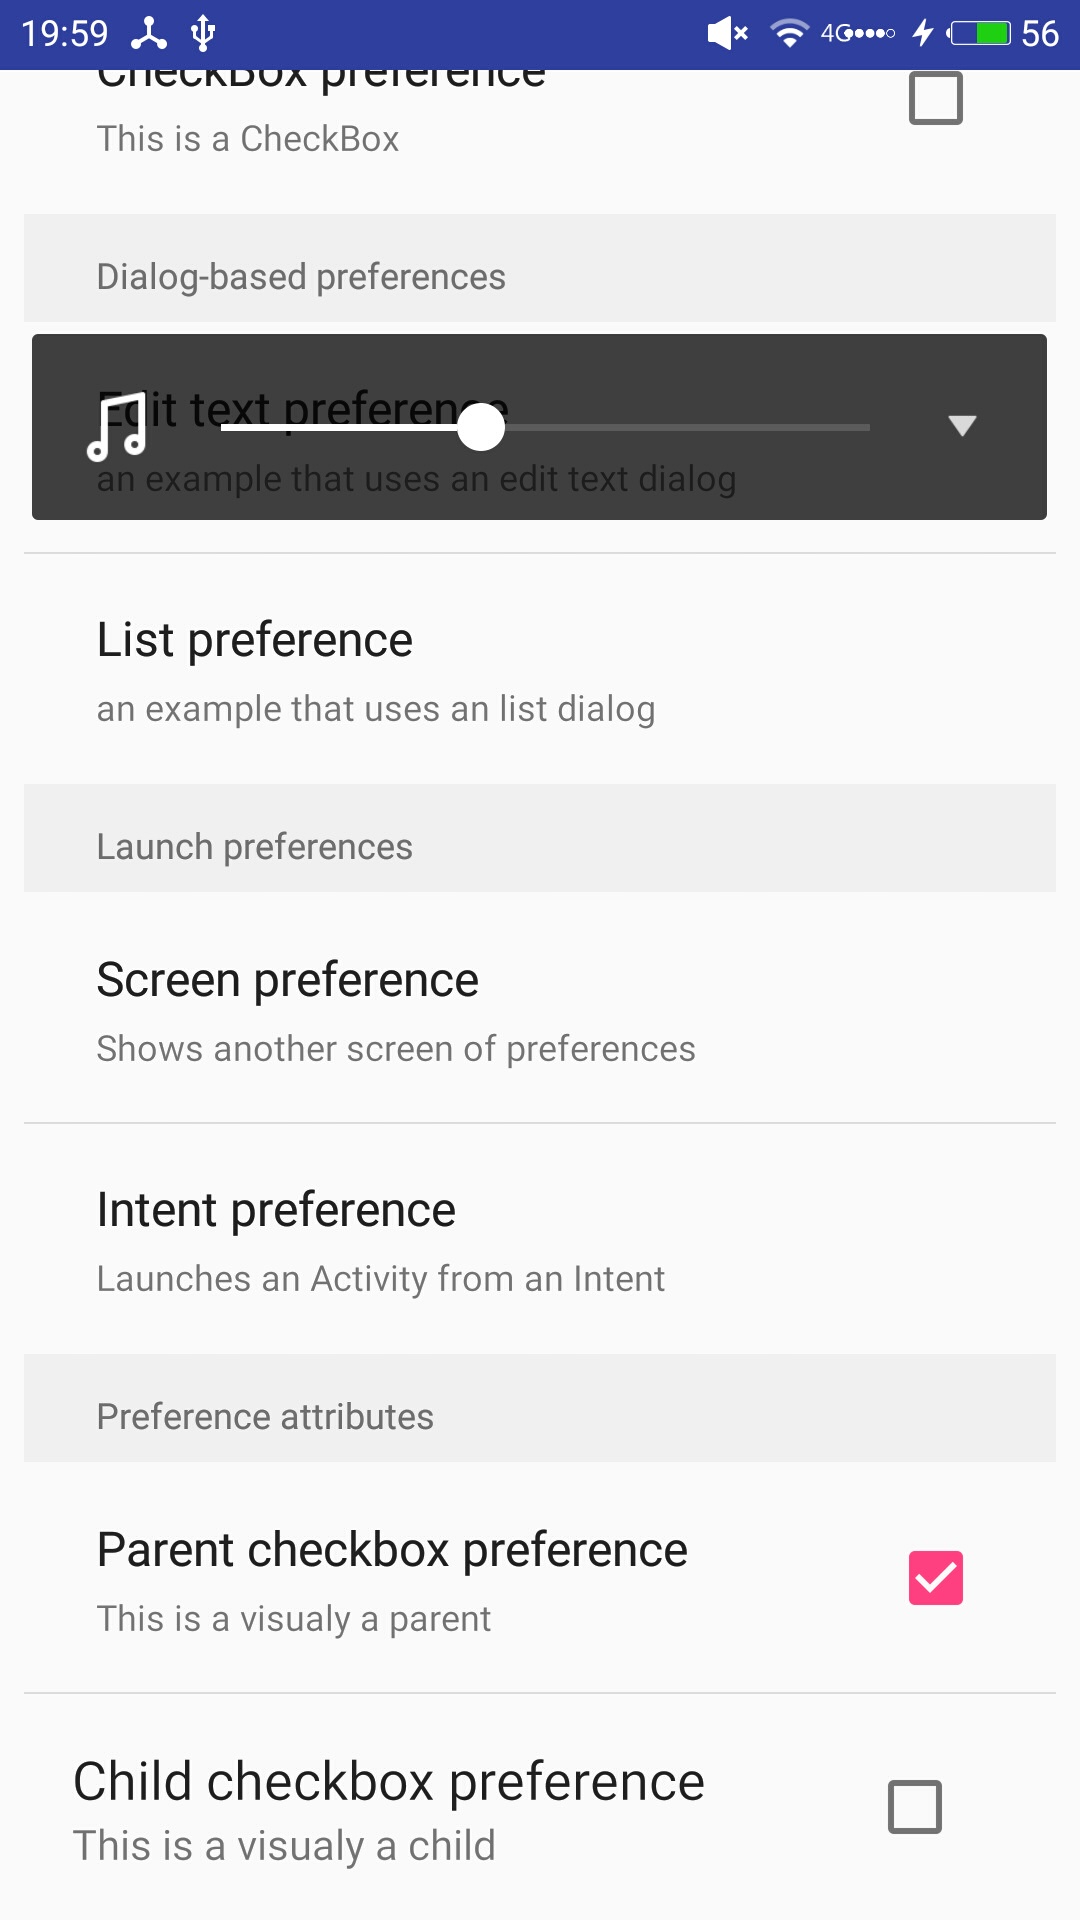 19:59 4G 56
CheckBox preference
This is a CheckBox
Dialog-based preferences
Edit text preference
an example that uses an edit text dialog
List preference
an example that uses an list dialog
Launch preferences
Screen preference
Shows another screen of preferences
Intent preference
Launches an Activity from an Intent
Preference attributes
Parent checkbox preference
This is a visualy a parent
Child checkbox preference
This is a visualy a child